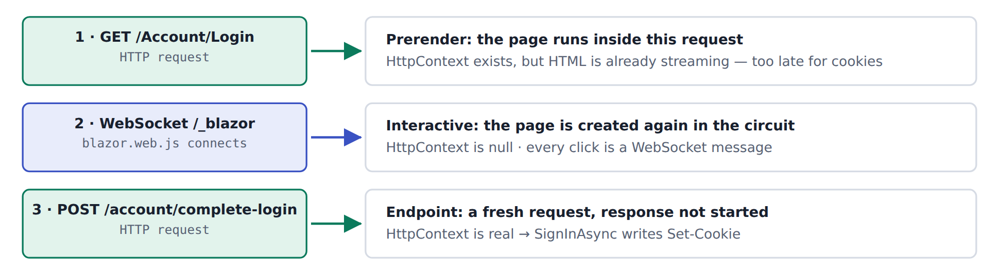 1 · GET /Account/Login
HTTP request
Prerender: the page runs inside this request
HttpContext exists, but HTML is already streaming — too late for cookies
2 · WebSocket /_blazor
blazor.web.js connects
Interactive: the page is created again in the circuit
HttpContext is null · every click is a WebSocket message
3 · POST /account/complete-login
HTTP request
Endpoint: a fresh request, response not started
HttpContext is real → SignInAsync writes Set-Cookie